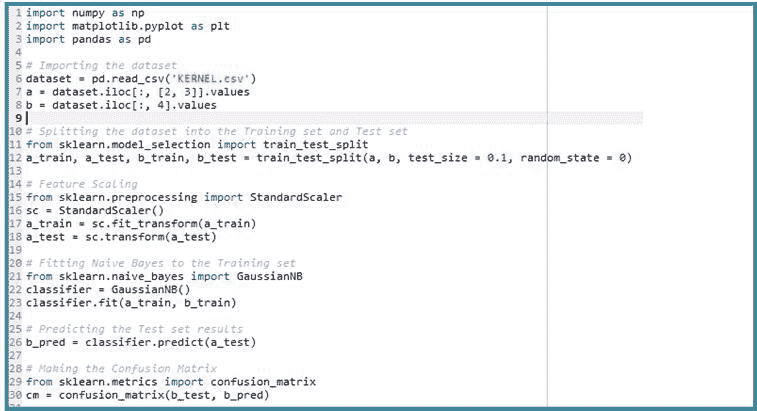 1 import numpy as np
2 import matplotlib.pyplot as plt
3 import pandas as pd
4
5 # Importing the dataset
6 dataset = pd.read_csv('KERNEL.csv')
7 a = dataset.iloc[:, [2, 3]].values
8 b = dataset.iloc[:, 4].values
9
10 # Splitting the dataset into the Training set and Test set
11 from sklearn.model_selection import train_test_split
12 a_train, a_test, b_train, b_test = train_test_split(a, b, test_size = 0.1, random_state = 0)
13
14 # Feature Scaling
15 from sklearn.preprocessing import StandardScaler
16 sc = StandardScaler()
17 a_train = sc.fit_transform(a_train)
18 a_test = sc.transform(a_test)
19
20 # Fitting Naive Bayes to the Training set
21 from sklearn.naive_bayes import GaussianNB
22 classifier = GaussianNB()
23 classifier.fit(a_train, b_train)
24
25 # Predicting the Test set results
26 b_pred = classifier.predict(a_test)
27
28 # Making the Confusion Matrix
29 from sklearn.metrics import confusion_matrix
30 cm = confusion_matrix(b_test, b_pred)